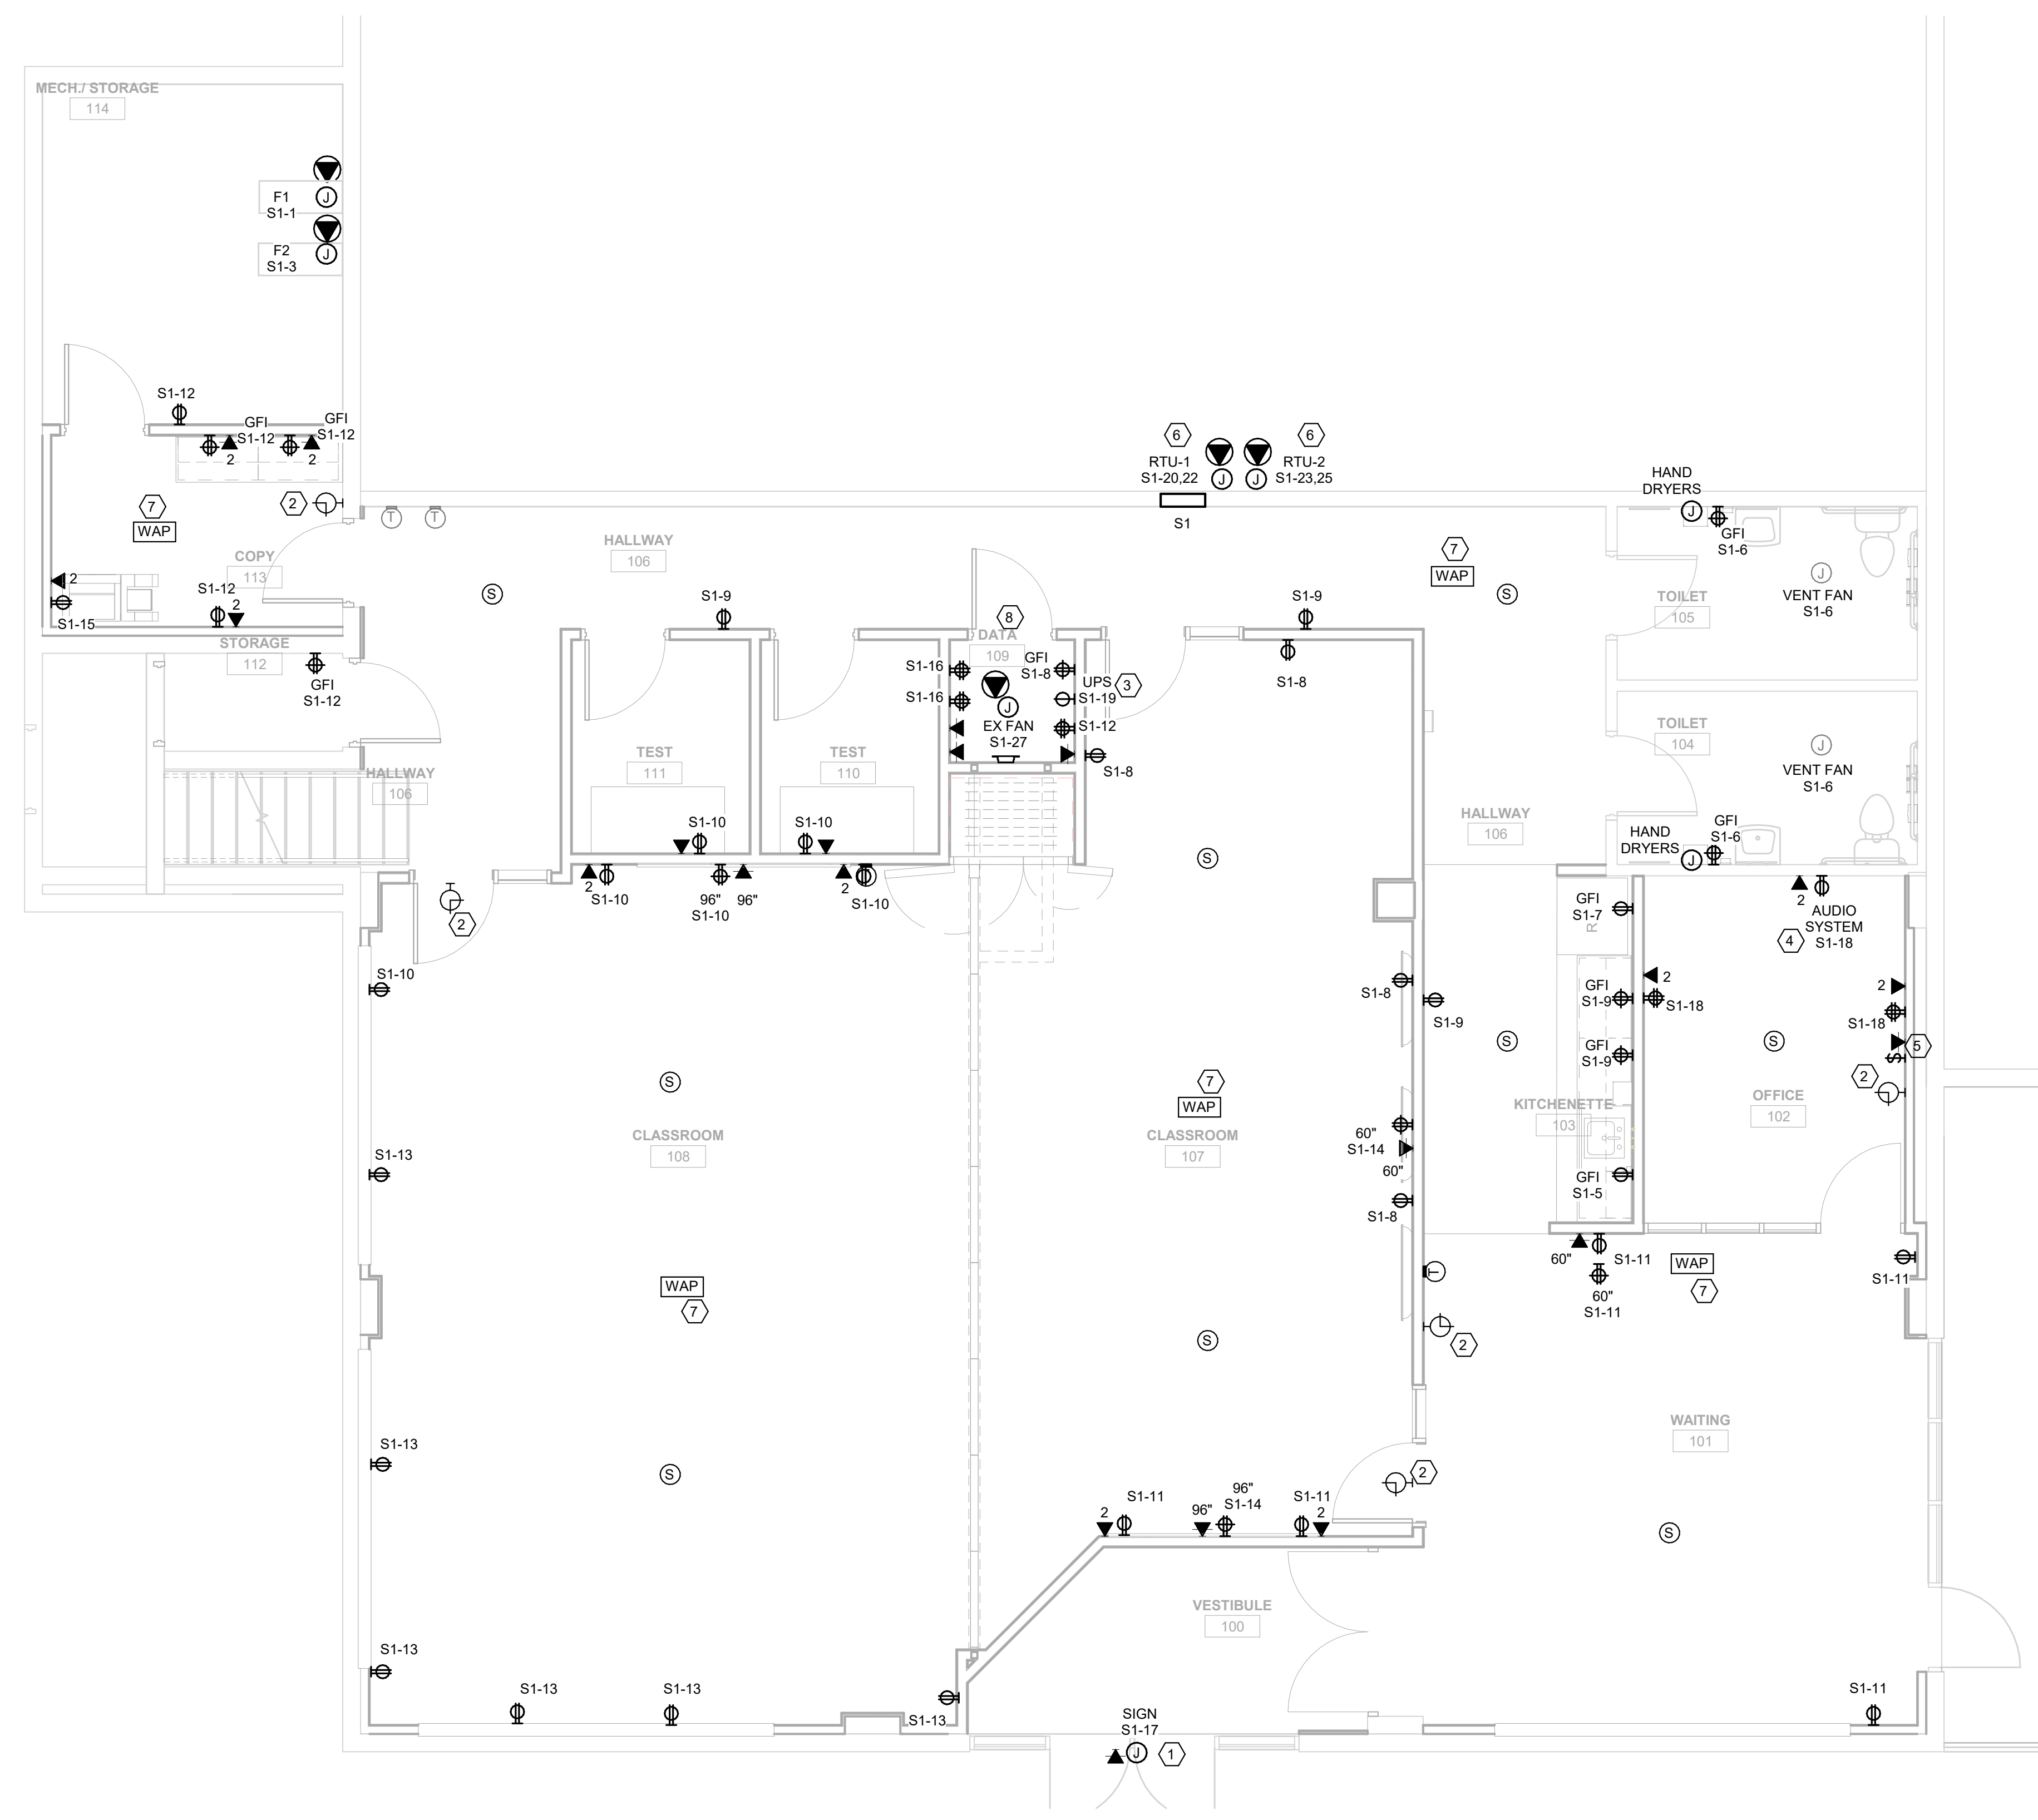 MECH./ STORAGE
114
F1
J
S1-1
F2
J
S1-3
S1-12
GFI
S1-12
GFI
S1-12
2
2
7
WAP
2
T
T
COPY
113
2
S1-15
S1-12
2
STORAGE
112
GFI
S1-12
HALLWAY
106
HALLWAY
106
S
S1-9
6
RTU-1
S1-20,22
J
6
RTU-2
S1-23,25
J
S1
HAND
DRYERS
J
GFI
S1-6
TOILET
105
J
VENT FAN
S1-6
7
WAP
S
S1-9
8
DATA
109
S1-16
S1-16
GFI
S1-8
UPS
S1-19
3
S1-12
J
EX FAN
S1-27
S1-8
S1-8
TEST
111
TEST
110
S1-10
S1-10
TOILET
104
J
VENT FAN
S1-6
HALLWAY
106
HAND
DRYERS
J
GFI
S1-6
S
2
2
S1-10
96"
S1-10
96"
2
S1-10
S1-10
GFI
S1-7
R
2
AUDIO
SYSTEM
S1-18
4
S1-8
S1-9
GFI
S1-9
2
S1-18
2
S1-18
GFI
S1-9
S
S
S
S
5
2
7
WAP
KITCHENETTE
103
OFFICE
102
CLASSROOM
108
CLASSROOM
107
S1-13
60"
S1-14
60"
S1-8
GFI
S1-5
60"
S1-11
60"
S1-11
WAP
7
S1-11
T
2
WAP
7
S
S1-13
S
2
WAITING
101
S
S1-11
2
96"
96"
S1-14
S1-11
2
VESTIBULE
100
S1-13
S1-13
S1-13
S1-13
S1-11
SIGN
S1-17
J
1